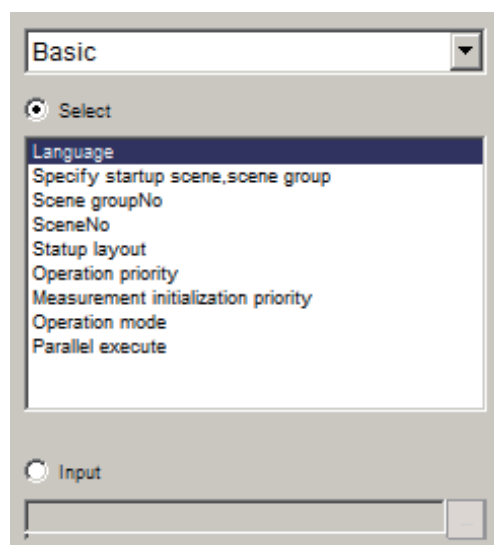 Basic
Select
Language
Specify startup scene,scene group
Scene groupNo
SceneNo
Statup layout
Operation priority
Measurement initialization priority
Operation mode
Parallel execute
Input
...